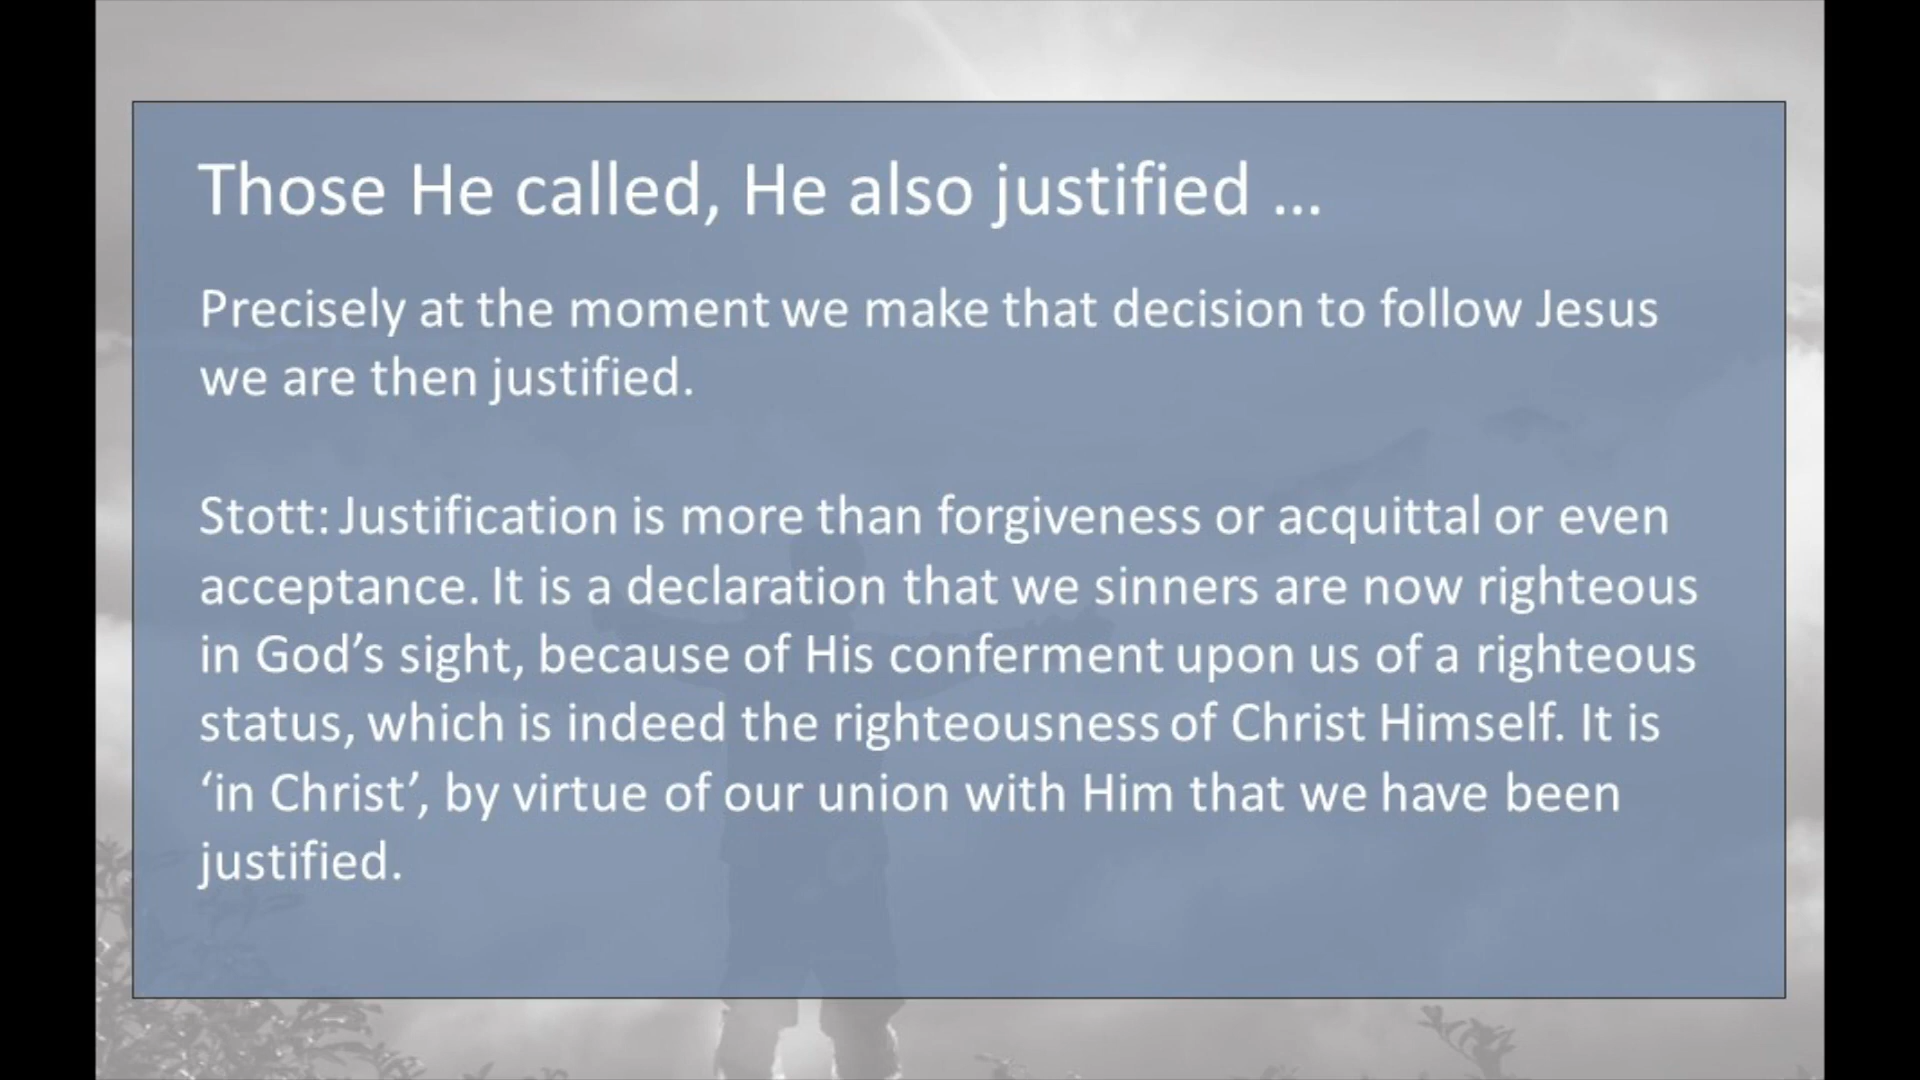 Those He called, He also justified ...
Precisely at the moment we make that decision to follow Jesus
we are then justified.
Stott: Justification is more than forgiveness or acquittal or even
acceptance. It is a declaration that we sinners are now righteous
in God’s sight, because of His conferment upon us of a righteous
status, which is indeed the righteousness of Christ Himself. It is
‘in Christ’, by virtue of our union with Him that we have been
justified.